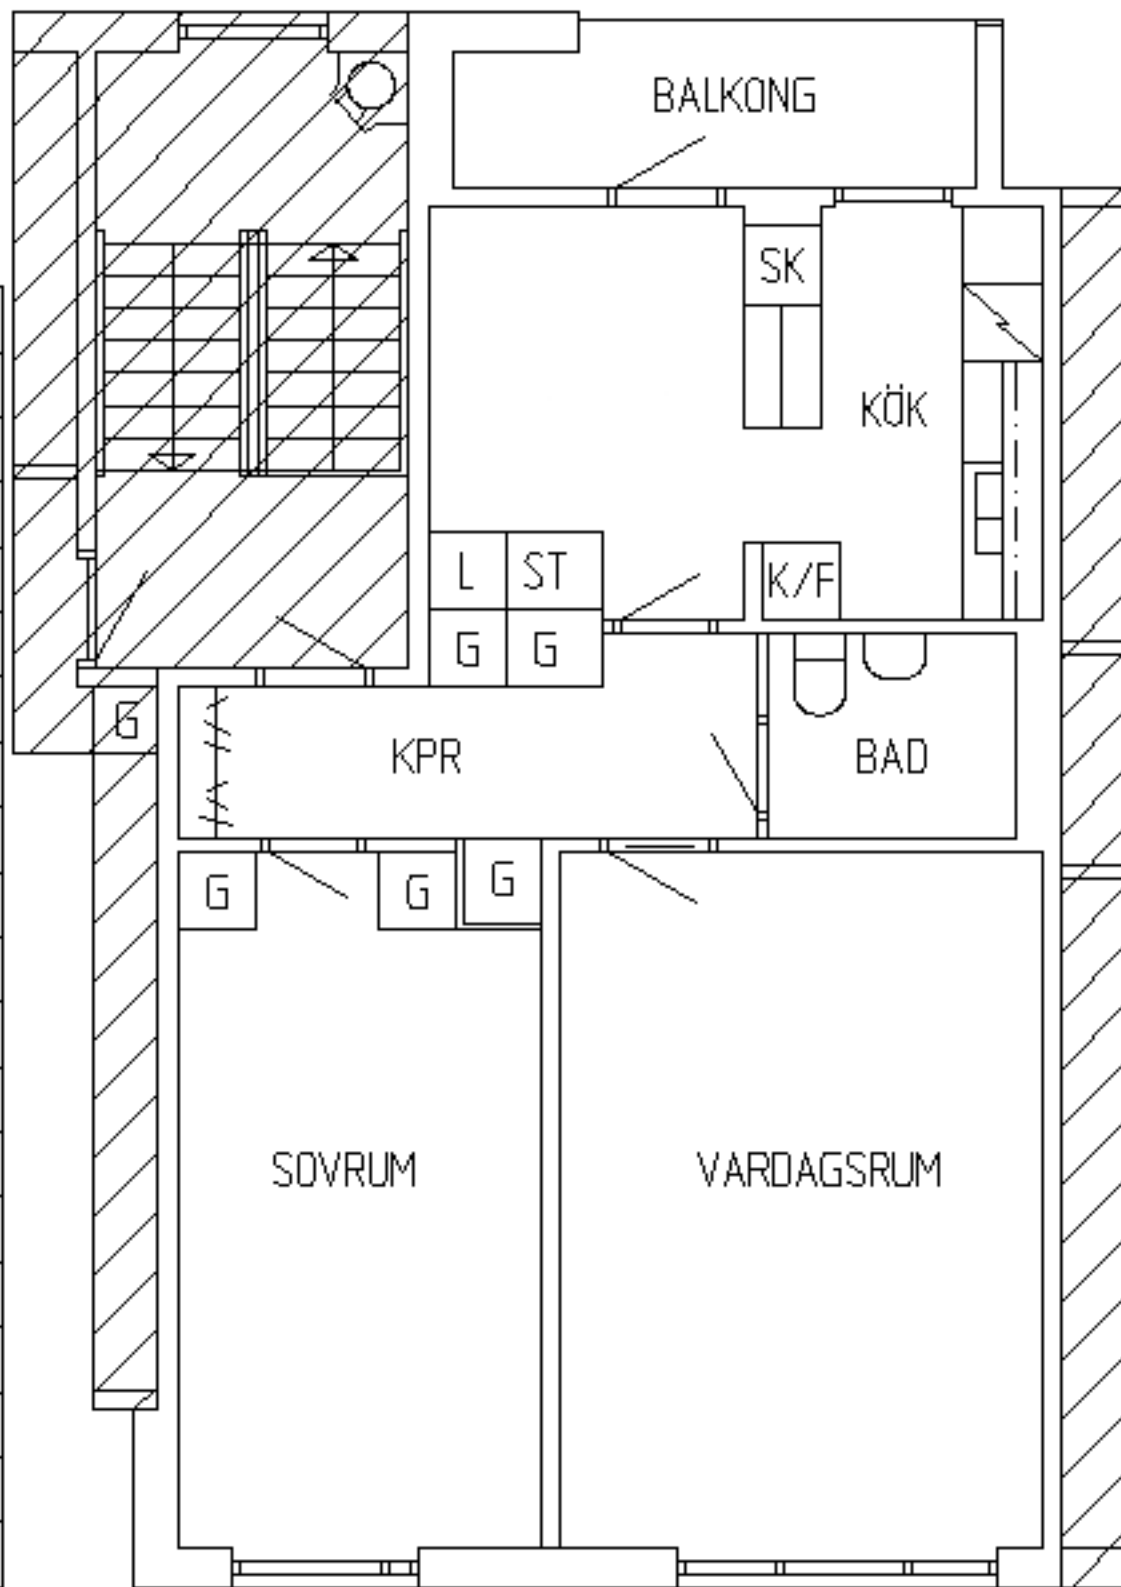 BALKONG
SK
KÖK
L ST
K/F
G G
G
KPR
BAD
G G G
SOVRUM
VARDAGSRUM